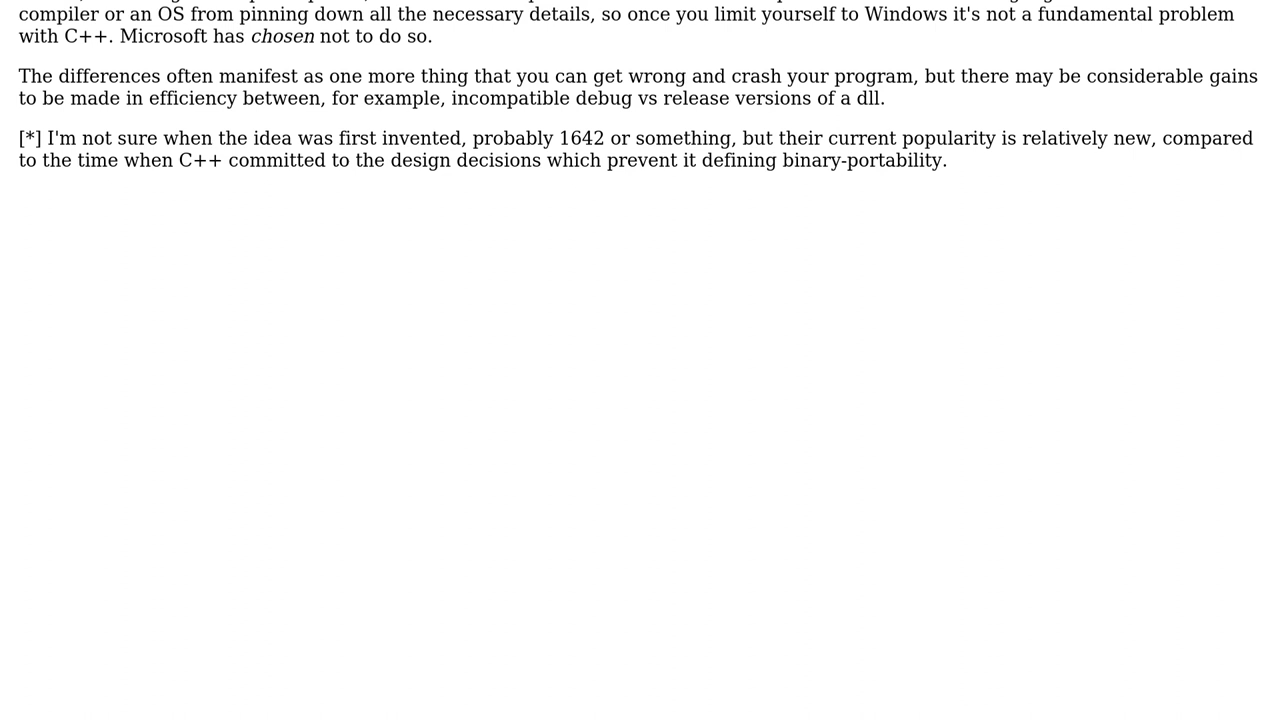 compiler or an OS from pinning down all the necessary details, so once you limit yourself to Windows it's not a fundamental problem
with C++. Microsoft has chosen not to do so.
The differences often manifest as one more thing that you can get wrong and crash your program, but there may be considerable gains
to be made in efficiency between, for example, incompatible debug vs release versions of a dll.
[*] I'm not sure when the idea was first invented, probably 1642 or something, but their current popularity is relatively new, compared
to the time when C++ committed to the design decisions which prevent it defining binary-portability.